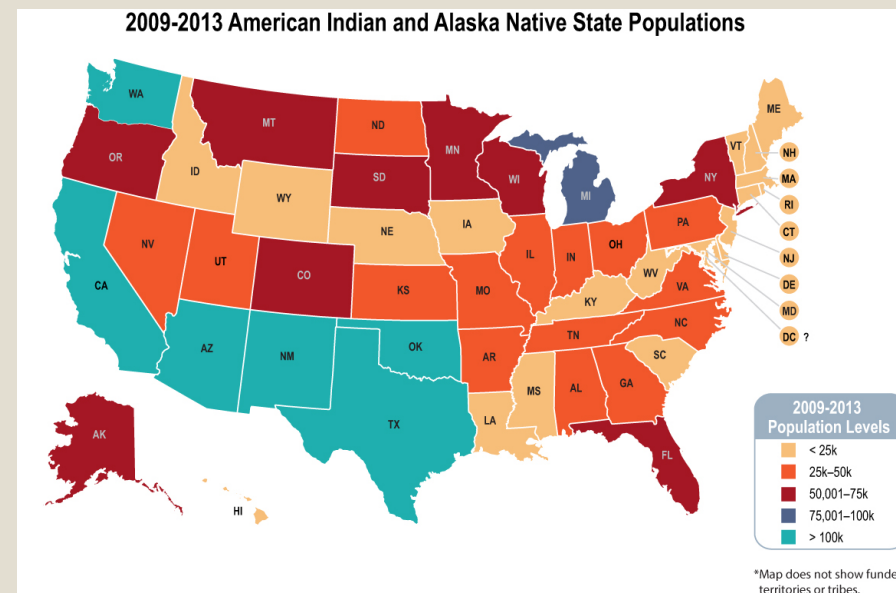 2009-2013 American Indian and Alaska Native State Populations
WA
MT
ND
MN
ME
VT
NH
OR
ID
SD
WI
MI
NY
MA
WY
RI
NE
IA
PA
CT
NV
UT
CO
IL
IN
OH
NJ
CA
KS
MO
WV
VA
DE
KY
MD
AZ
NM
OK
AR
TN
NC
DC ?
SC
TX
LA
MS
AL
GA
AK
FL
HI
2009-2013
Population Levels
< 25k
25k–50k
50,001–75k
75,001–100k
> 100k
*Map does not show funde
territories or tribes.